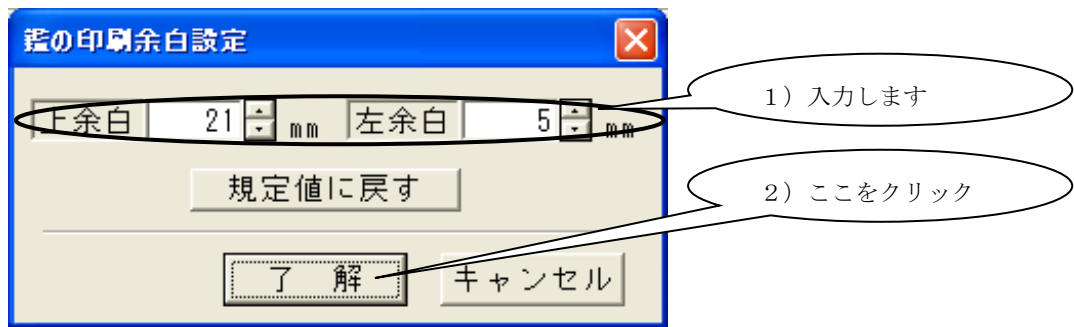 鑑の印刷余白設定
1）入力します
上余白 21 mm 左余白 5 mm
規定値に戻す
2）ここをクリック
了　解 キャンセル